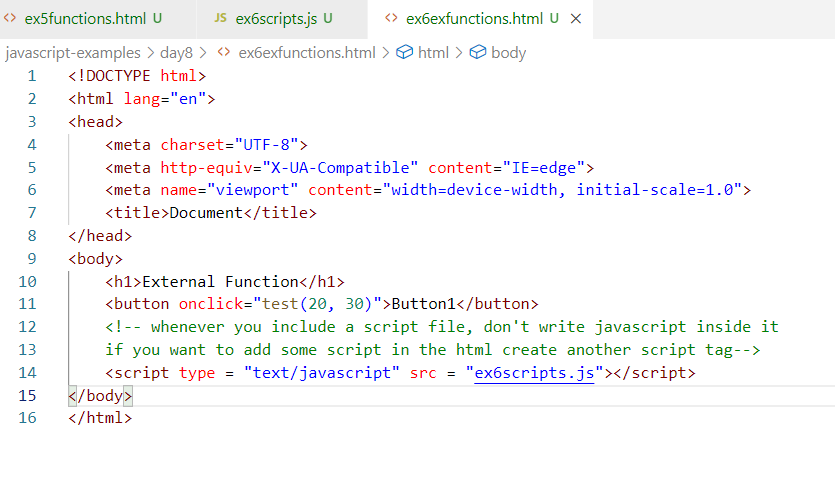 <> ex5functions.html U JS ex6scripts.js U <> ex6exfunctions.html U ×
javascript-examples > day8 > <> ex6exfunctions.html > html > body
1 <!DOCTYPE html>
2 <html lang="en">
3 <head>
4 <meta charset="UTF-8">
5 <meta http-equiv="X-UA-Compatible" content="IE=edge">
6 <meta name="viewport" content="width=device-width, initial-scale=1.0">
7 <title>Document</title>
8 </head>
9 <body>
10 <h1>External Function</h1>
11 <button onclick="test(20, 30)">Button1</button>
12 <!-- whenever you include a script file, don't write javascript inside it
13 if you want to add some script in the html create another script tag-->
14 <script type = "text/javascript" src = "ex6scripts.js"></script>
15 </body>
16 </html>